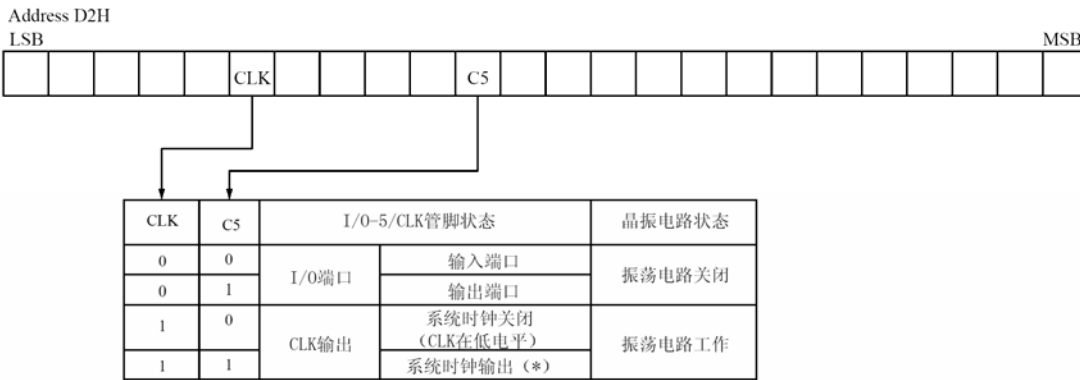 Address D2H
LSB MSB
CLK C5
CLK C5 I/O-5/CLK管脚状态 晶振电路状态
0 0 I/O端口 输入端口 振荡电路关闭
0 1 输出端口
1 0 CLK输出 系统时钟关闭 振荡电路工作
(CLK在低电平)
1 1 系统时钟输出 (*)